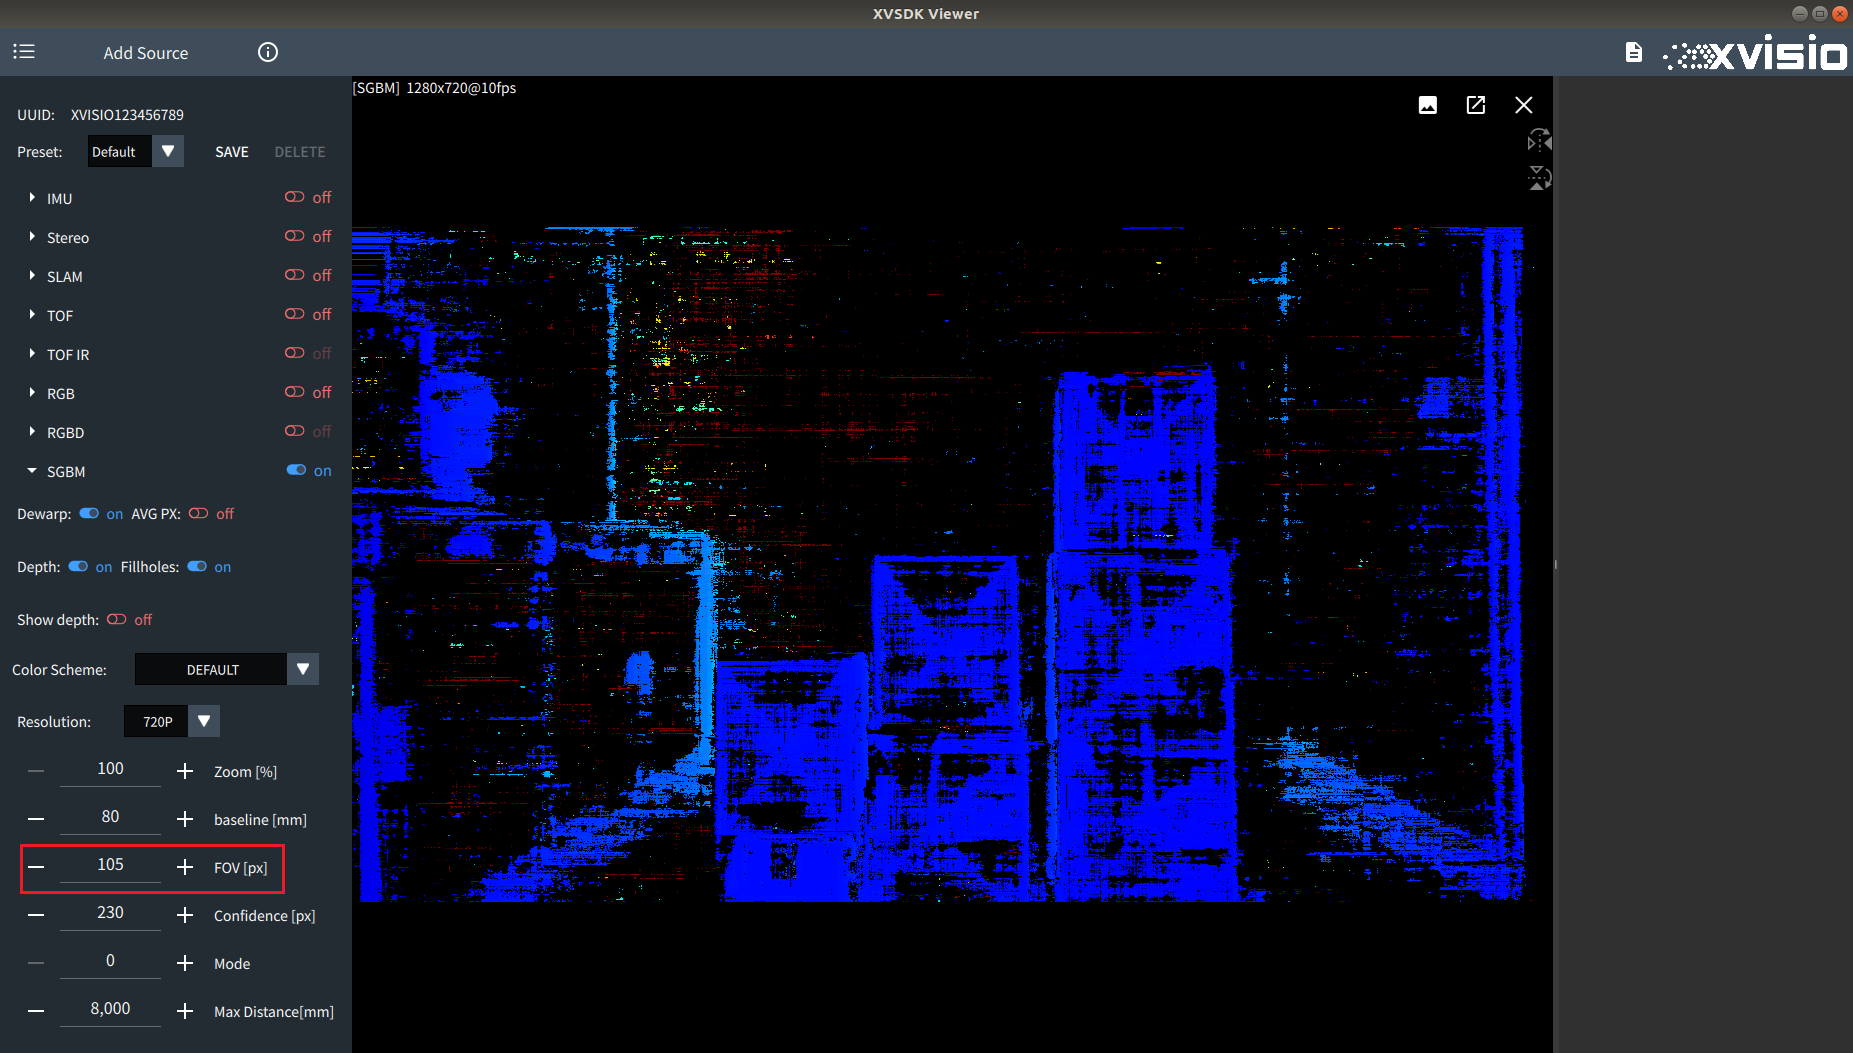 XVSDK Viewer
Add Source
xvisio
UUID: XVISIO123456789
[SGBM] 1280x720@10fps
Preset: Default SAVE DELETE
IMU off
Stereo off
SLAM off
TOF off
TOF IR off
RGB off
RGBD off
SGBM on
Dewarp: on AVG PX: off
Depth: on Fillholes: on
Show depth: off
Color Scheme: DEFAULT
Resolution: 720P
100 Zoom [%]
80 baseline [mm]
105 FOV [px]
230 Confidence [px]
0 Mode
8,000 Max Distance[mm]